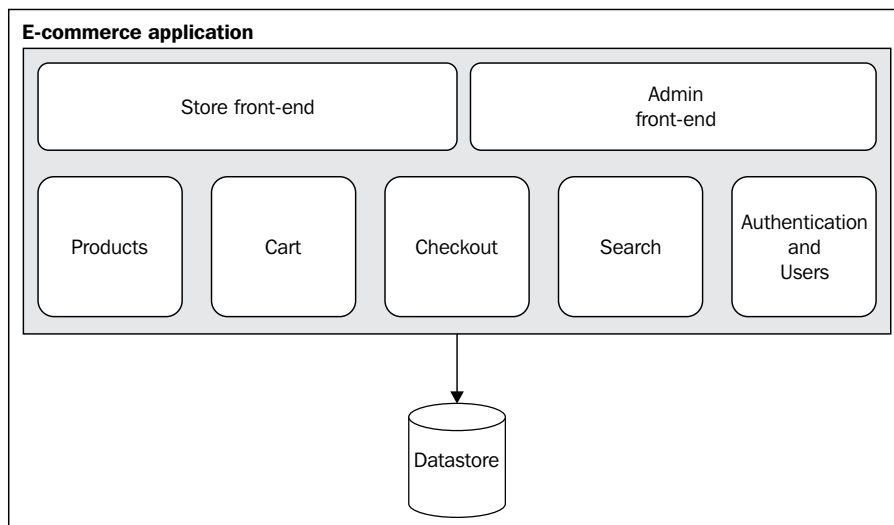 E-commerce application
Store front-end
Admin
front-end
Products
Cart
Checkout
Search
Authentication
and
Users
Datastore